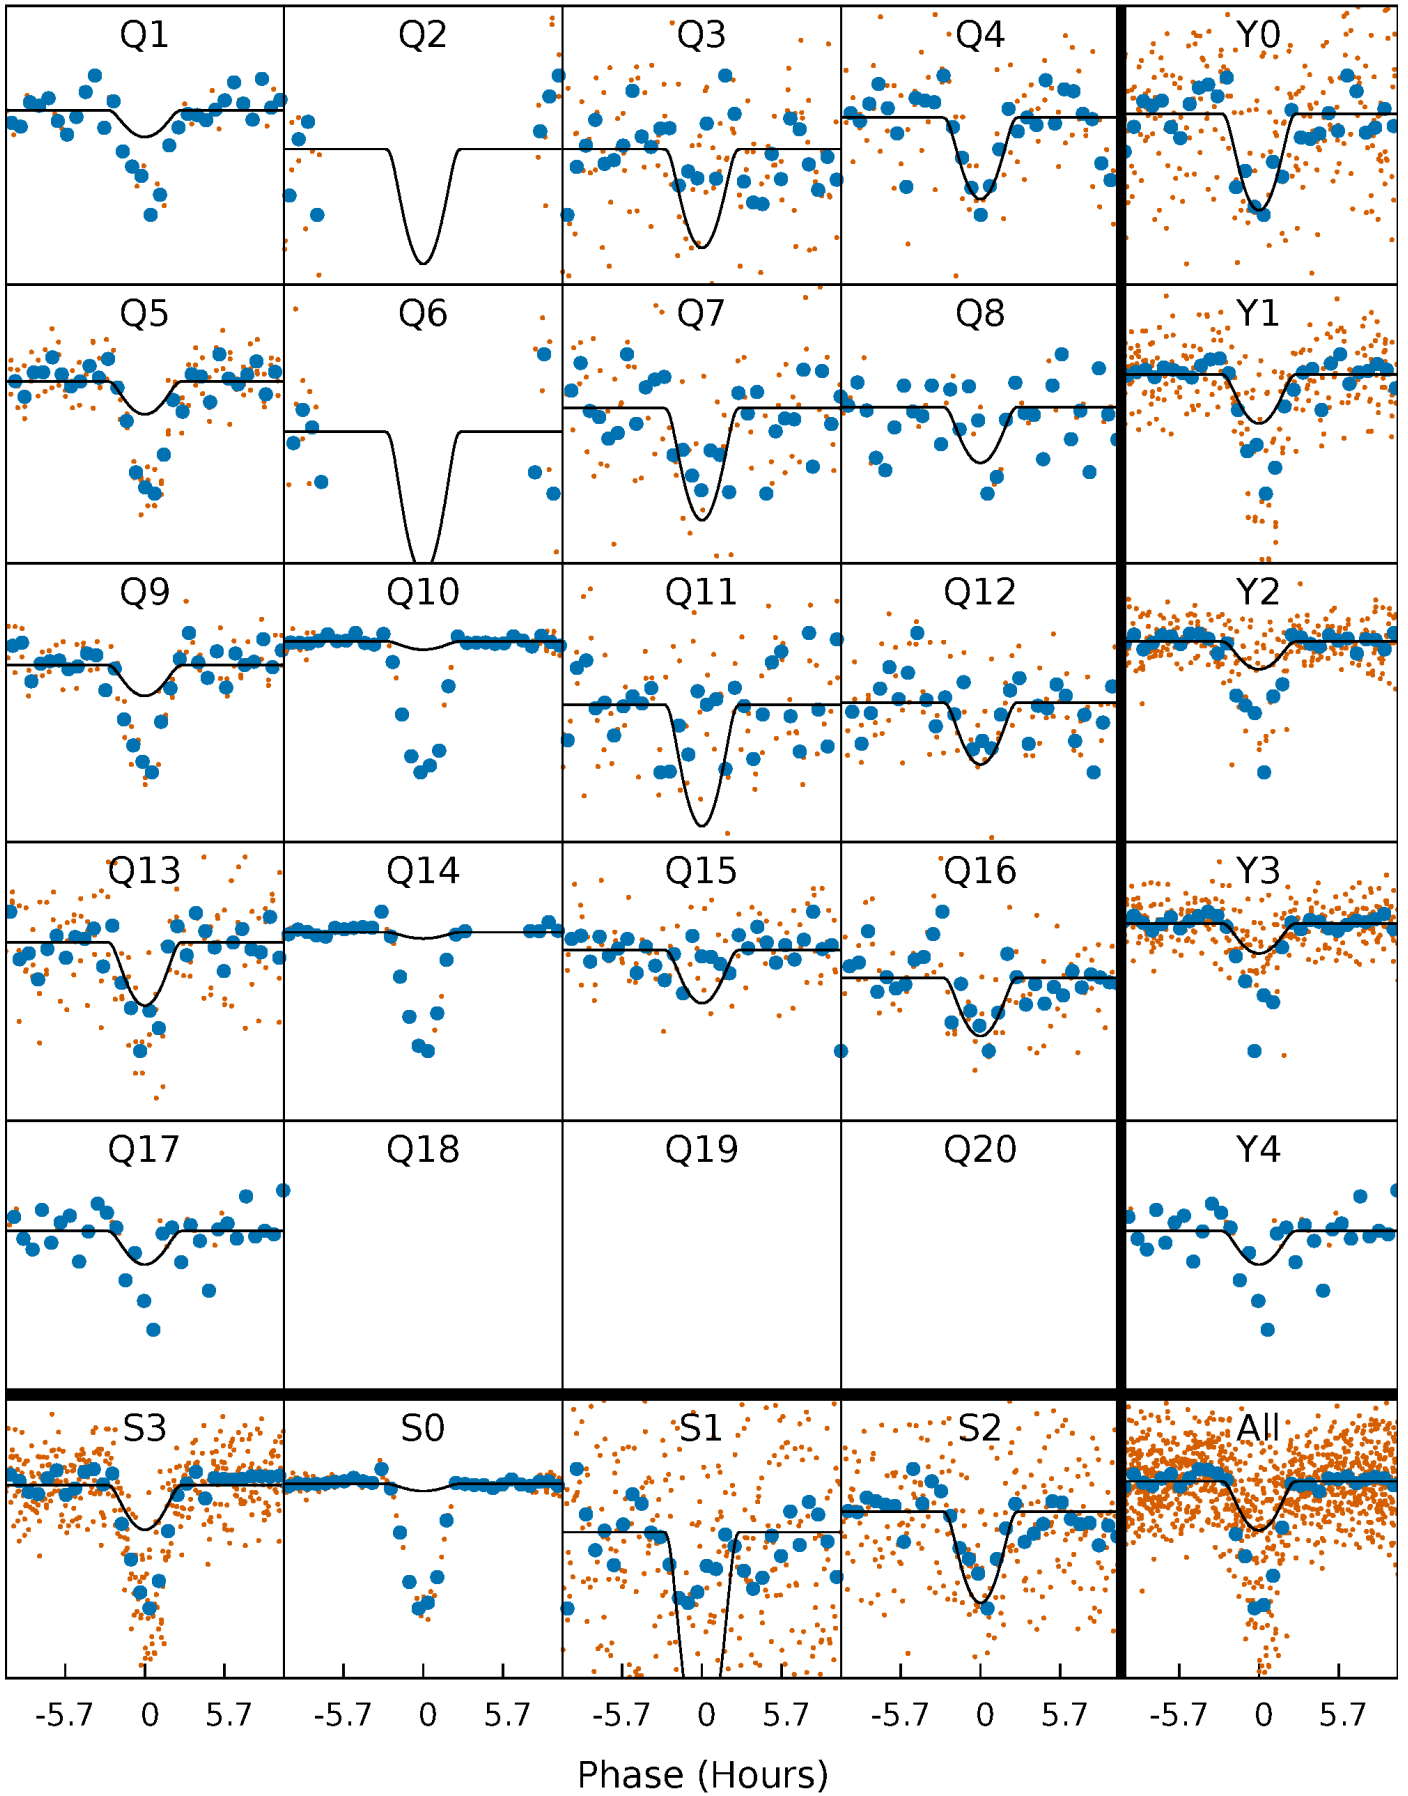 Q1 Q2 Q3 Q4 Y0
Q5 Q6 Q7 Q8 Y1
Q9 Q10 Q11 Q12 Y2
Q13 Q14 Q15 Q16 Y3
Q17 Q18 Q19 Q20 Y4
S3 S0 S1 S2 All
-5.7 0 5.7 -5.7 0 5.7 -5.7 0 5.7 -5.7 0 5.7 -5.7 0 5.7
Phase (Hours)